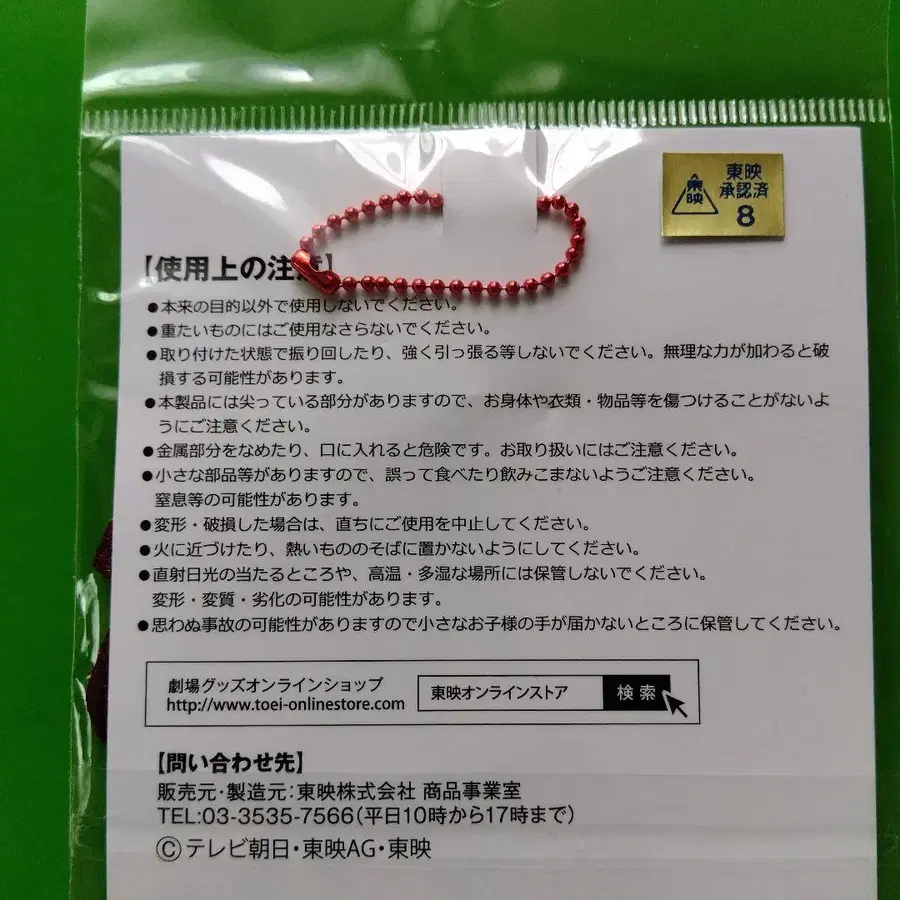 東映
承認済
8
東映
【使用上の注意】
●本来の目的以外で使用しないでください。
●重たいものにはご使用なさらないでください。
●取り付けた状態で振り回したり、強く引っ張る等しないでください。無理な力が加わると破
損する可能性があります。
●本製品には尖っている部分がありますので、お身体や衣類・物品等を傷つけることがないよ
うにご注意ください。
●金属部分をなめたり、口に入れると危険です。お取り扱いにはご注意ください。
●小さな部品等がありますので、誤って食べたり飲みこまないようご注意ください。
窒息等の可能性があります。
●変形・破損した場合は、直ちにご使用を中止してください。
●火に近づけたり、熱いもののそばに置かないようにしてください。
●直射日光の当たるところや、高温・多湿な場所には保管しないでください。
変形・変質・劣化の可能性があります。
●思わぬ事故の可能性がありますので小さなお子様の手が届かないところに保管してください。
劇場グッズオンラインショップ
http://www.toei-onlinestore.com
東映オンラインストア 検索
【問い合わせ先】
販売元・製造元：東映株式会社 商品事業室
TEL:03-3535-7566（平日10時から17時まで）
Ⓒテレビ朝日・東映AG・東映